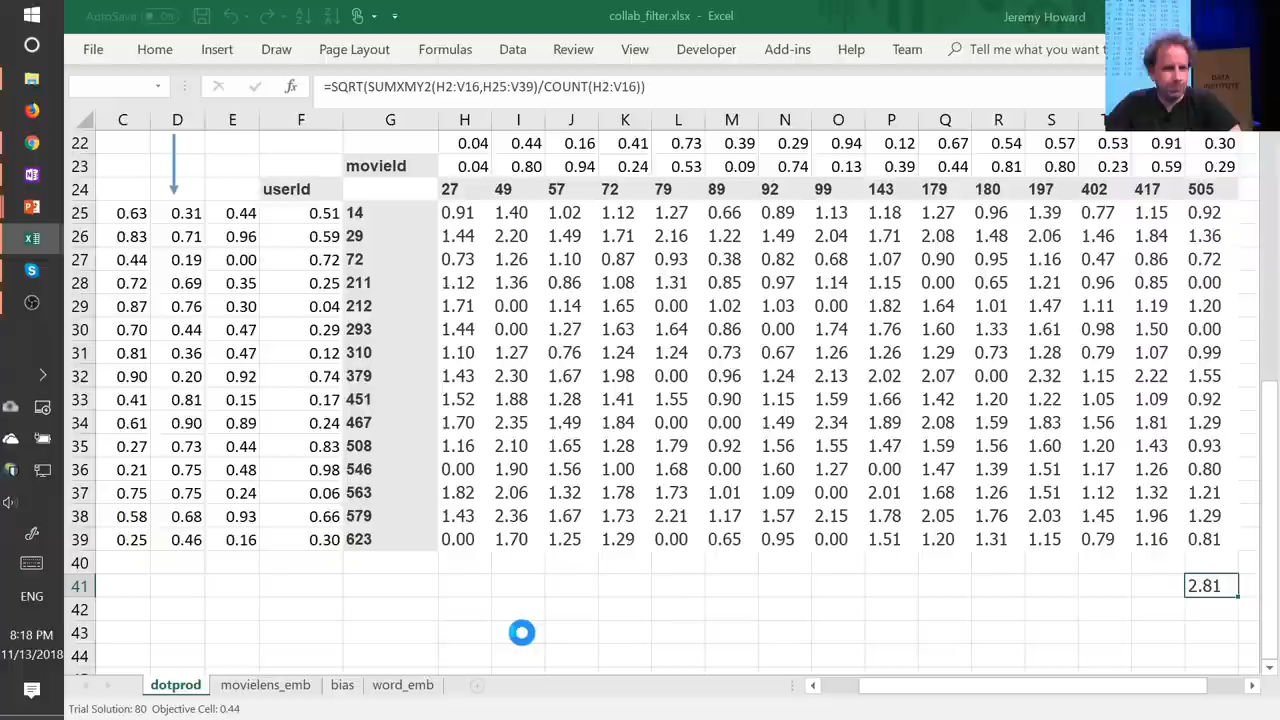 AutoSave Off
collab_filter.xlsx - Excel
Jeremy Howard
File Home Insert Draw Page Layout Formulas Data Review View Developer Add-ins Help Team Tell me what you want
fx =SQRT(SUMXMY2(H2:V16,H25:V39)/COUNT(H2:V16))
C D E F G H I J K L M N O P Q R S T U V
22 0.04 0.44 0.16 0.41 0.73 0.39 0.29 0.94 0.12 0.67 0.54 0.57 0.53 0.91 0.30
23 movieId 0.04 0.80 0.94 0.24 0.53 0.09 0.74 0.13 0.39 0.44 0.81 0.80 0.23 0.59 0.29
24 userId 27 49 57 72 79 89 92 99 143 179 180 197 402 417 505
25 0.63 0.31 0.44 0.51 14 0.91 1.40 1.02 1.12 1.27 0.66 0.89 1.13 1.18 1.27 0.96 1.39 0.77 1.15 0.92
26 0.83 0.71 0.96 0.59 29 1.44 2.20 1.49 1.71 2.16 1.22 1.49 2.04 1.71 2.08 1.48 2.06 1.46 1.84 1.36
27 0.44 0.19 0.00 0.72 72 0.73 1.26 1.10 0.87 0.93 0.38 0.82 0.68 1.07 0.90 0.95 1.16 0.47 0.86 0.72
28 0.72 0.69 0.35 0.25 211 1.12 1.36 0.86 1.08 1.31 0.85 0.97 1.14 1.15 0.00 0.65 1.21 0.96 0.85 0.00
29 0.87 0.76 0.30 0.04 212 1.71 0.00 1.14 1.65 0.00 1.02 1.03 0.00 1.82 1.64 1.01 1.47 1.11 1.19 1.20
30 0.70 0.44 0.47 0.29 293 1.44 0.00 1.27 1.63 1.64 0.86 0.00 1.74 1.76 1.60 1.33 1.61 0.98 1.50 0.00
31 0.81 0.36 0.47 0.12 310 1.10 1.27 0.76 1.24 1.24 0.73 0.67 1.26 1.26 1.29 0.73 1.28 0.79 1.07 0.99
32 0.90 0.20 0.92 0.74 379 1.43 2.30 1.67 1.98 0.00 0.96 1.24 2.13 2.02 2.07 0.00 2.32 1.15 2.22 1.55
33 0.41 0.81 0.15 0.17 451 1.52 1.88 1.28 1.41 1.55 0.90 1.15 1.59 1.66 1.42 1.20 1.22 1.05 1.09 0.92
34 0.61 0.90 0.89 0.24 467 1.70 2.35 1.49 1.84 0.00 0.00 1.49 2.34 1.89 2.08 1.59 1.83 1.56 1.81 1.29
35 0.27 0.73 0.44 0.83 508 1.16 2.10 1.65 1.28 1.79 0.92 1.56 1.55 1.47 1.59 1.56 1.60 1.20 1.43 0.93
36 0.21 0.75 0.48 0.98 546 0.00 1.90 1.56 1.00 1.68 0.00 1.60 1.27 0.00 1.47 1.39 1.51 1.17 1.26 0.80
37 0.75 0.75 0.24 0.06 563 1.82 2.06 1.32 1.78 1.73 1.01 1.09 0.00 2.01 1.68 1.26 1.51 1.12 1.32 1.21
38 0.58 0.68 0.93 0.66 579 1.43 2.36 1.67 1.73 2.21 1.17 1.57 2.15 1.78 2.05 1.76 2.03 1.45 1.96 1.29
39 0.25 0.46 0.16 0.30 623 0.00 1.70 1.25 1.29 0.00 0.65 0.95 0.00 1.51 1.20 1.31 1.15 0.79 1.16 0.81
40
41 2.81
42
43
44
ENG
8:18 PM
11/13/2018
dotprod movielens_emb bias word_emb
Trial Solution: 80 Objective Cell: 0.44
DATA
INSTITUTE